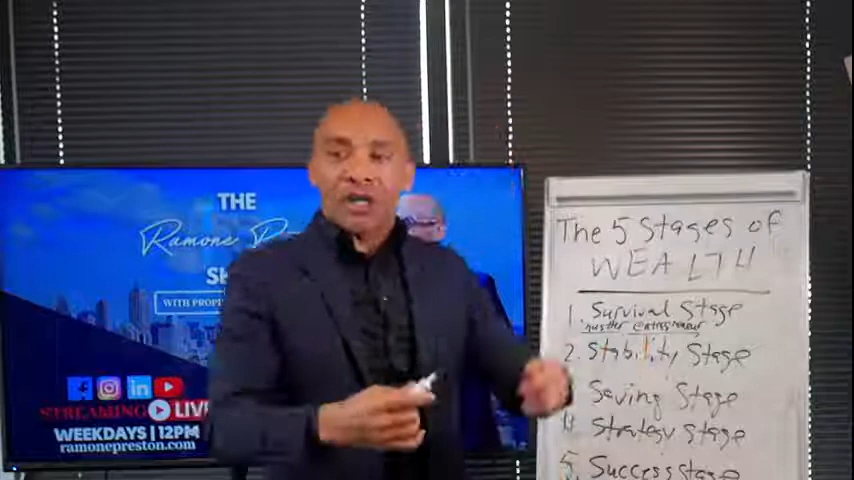 THE
Ramone
WITH
STREAMING LIVE
WEEKDAYS | 12PM
ramonepreston.com
The 5 Stages of
WEALTH
1. Survival Stage
hustler
2. Stability Stage
Saving Stage
4. Strategy Stage
5. Success Stage